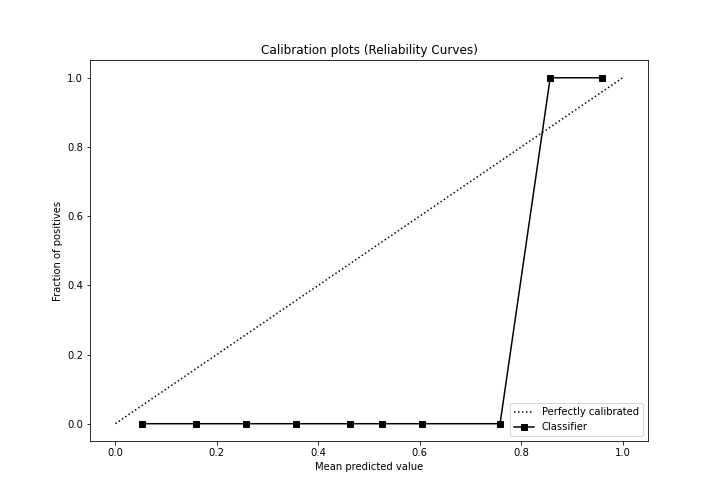 Calibration plots (Reliability Curves)
1.0
0.8
0.6
0.4
0.2
0.0
Fraction of positives
Perfectly calibrated
Classifier
0.0 0.2 0.4 0.6 0.8 1.0
Mean predicted value